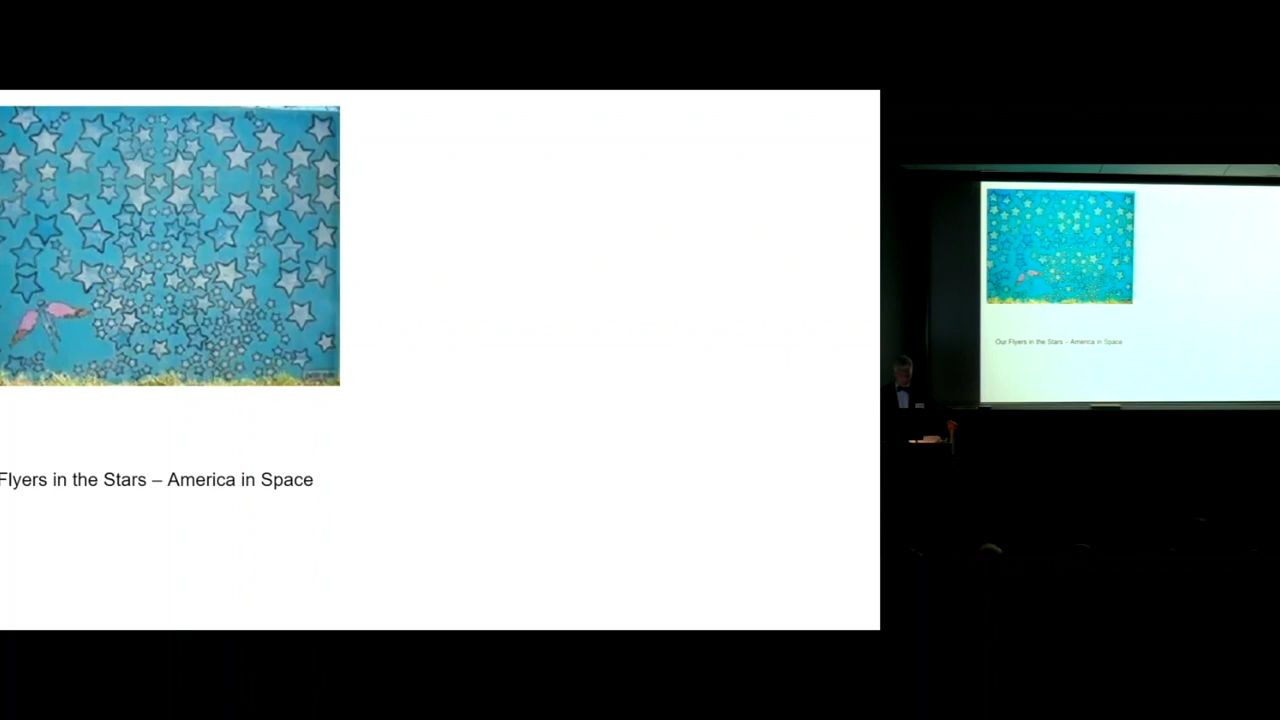 Flyers in the Stars – America in Space
Our Flyers in the Stars – America in Space